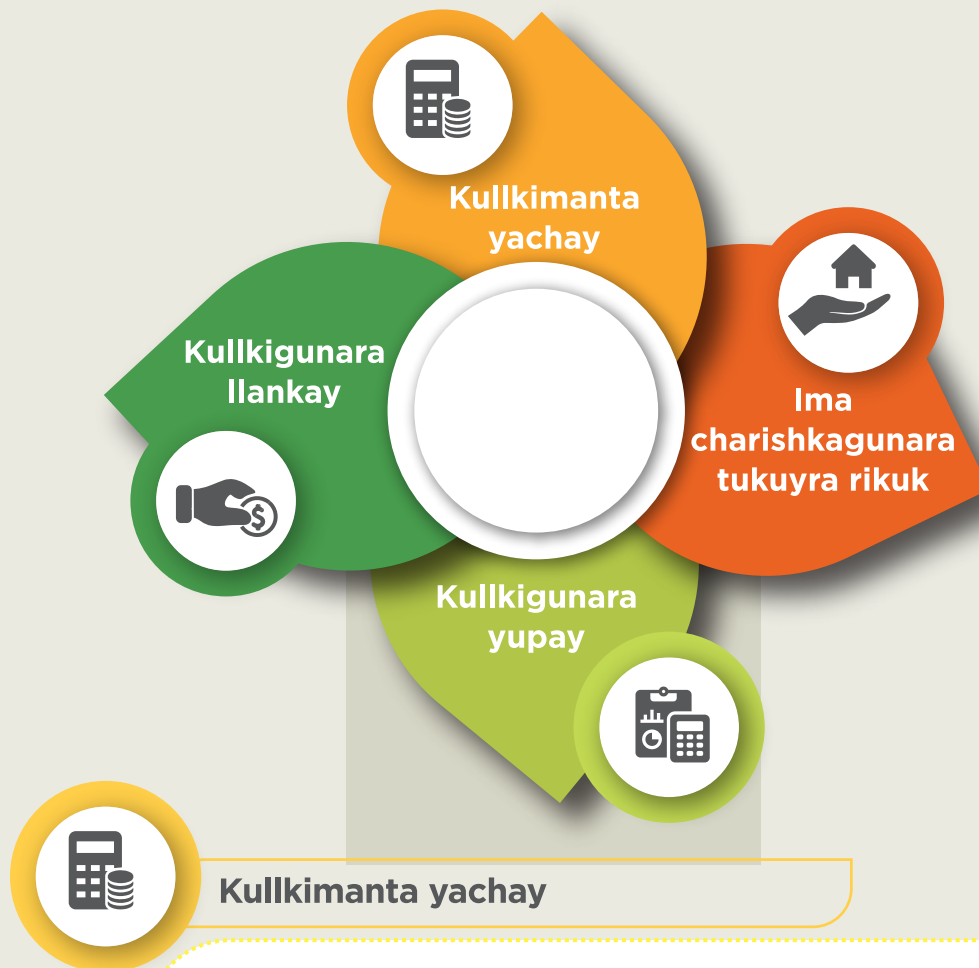 Kullkimanta
yachay
Kullkigunara
llankay
Ima
charishkagunara
tukuyra rikuk
Kullkigunara
yupay
$
Kullkimanta yachay